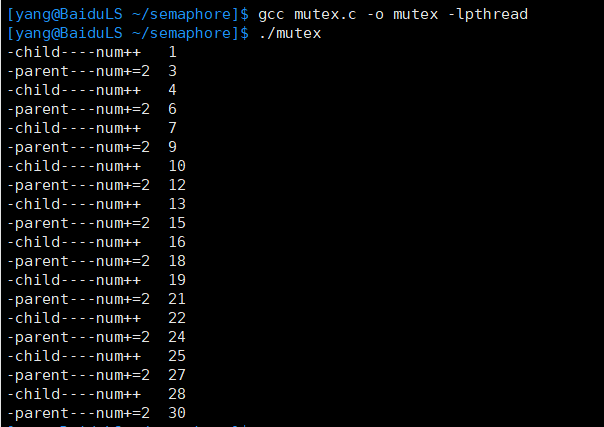 [yang@BaiduLS ~/semaphore]$ gcc mutex.c -o mutex -lpthread
[yang@BaiduLS ~/semaphore]$ ./mutex
-child----num++   1
-parent---num+=2  3
-child----num++   4
-parent---num+=2  6
-child----num++   7
-parent---num+=2  9
-child----num++   10
-parent---num+=2  12
-child----num++   13
-parent---num+=2  15
-child----num++   16
-parent---num+=2  18
-child----num++   19
-parent---num+=2  21
-child----num++   22
-parent---num+=2  24
-child----num++   25
-parent---num+=2  27
-child----num++   28
-parent---num+=2  30